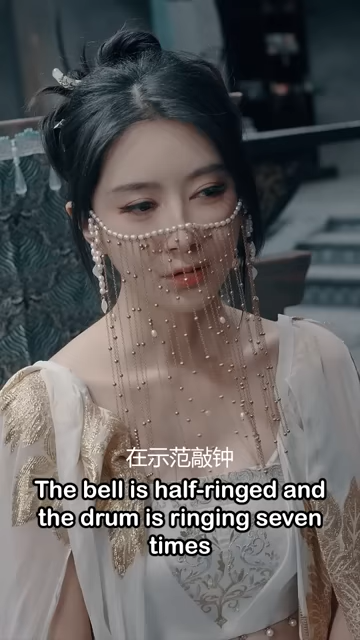 在示范敲钟
The bell is half-ringed and
the drum is ringing seven
times